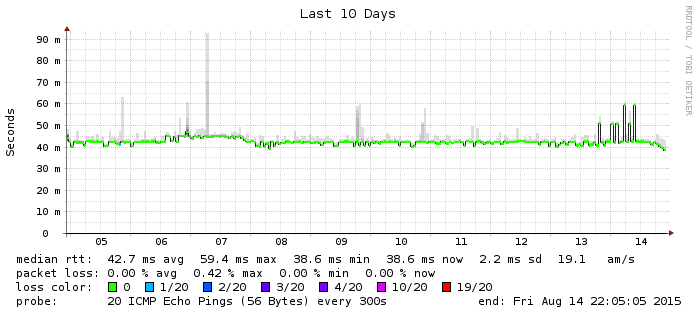 Last 10 Days
RRDTOOL / TOBI OETIKER
Seconds
90 m
80 m
70 m
60 m
50 m
40 m
30 m
20 m
10 m
0
05 06 07 08 09 10 11 12 13 14
median rtt: 42.7 ms avg 59.4 ms max 38.6 ms min 38.6 ms now 2.2 ms sd 19.1 am/s
packet loss: 0.00 % avg 0.42 % max 0.00 % min 0.00 % now
loss color: 0 1/20 2/20 3/20 4/20 10/20 19/20
probe: 20 ICMP Echo Pings (56 Bytes) every 300s end: Fri Aug 14 22:05:05 2015